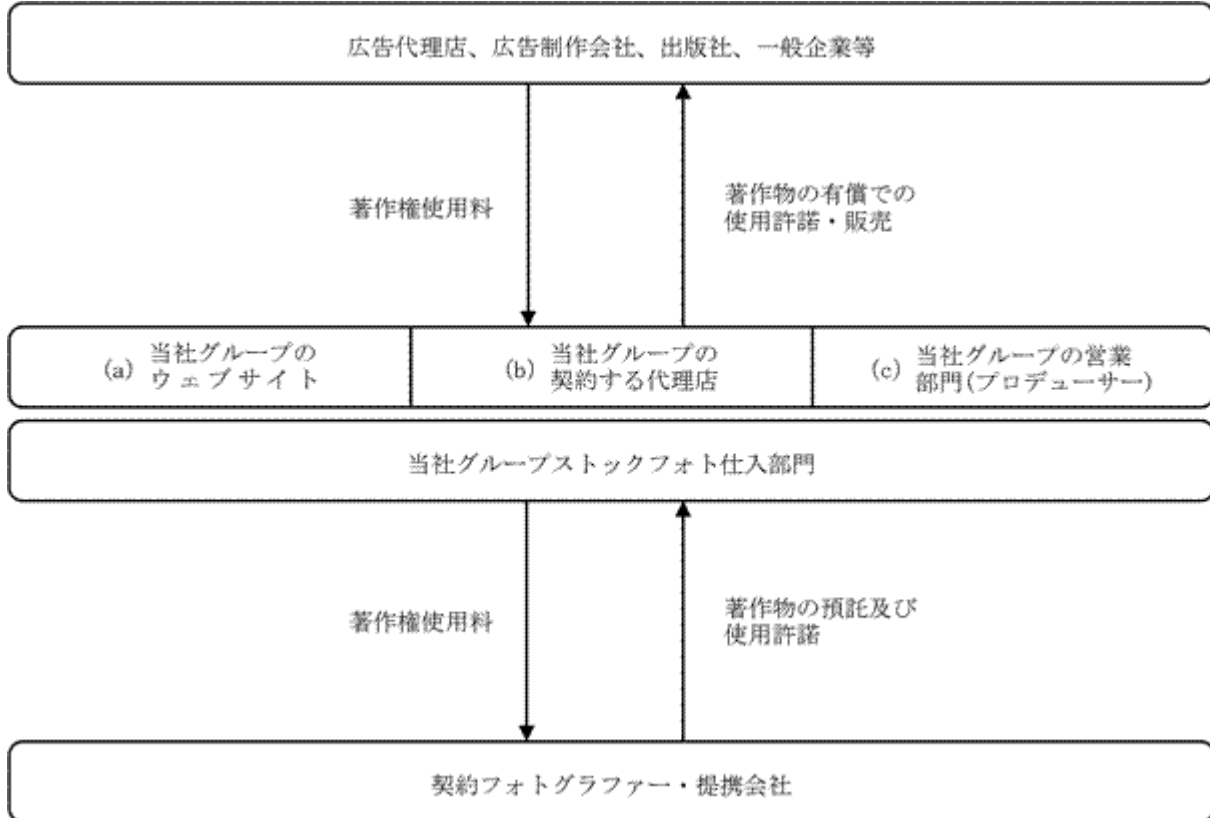 広告代理店、広告制作会社、出版社、一般企業等
著作権使用料
著作物の有償での
使用許諾・販売
(a) 当社グループの
ウェブサイト
(b) 当社グループの
契約する代理店
(c) 当社グループの営業
部門(プロデューサー)
当社グループストックフォト仕入部門
著作権使用料
著作物の預託及び
使用許諾
契約フォトグラファー・提携会社